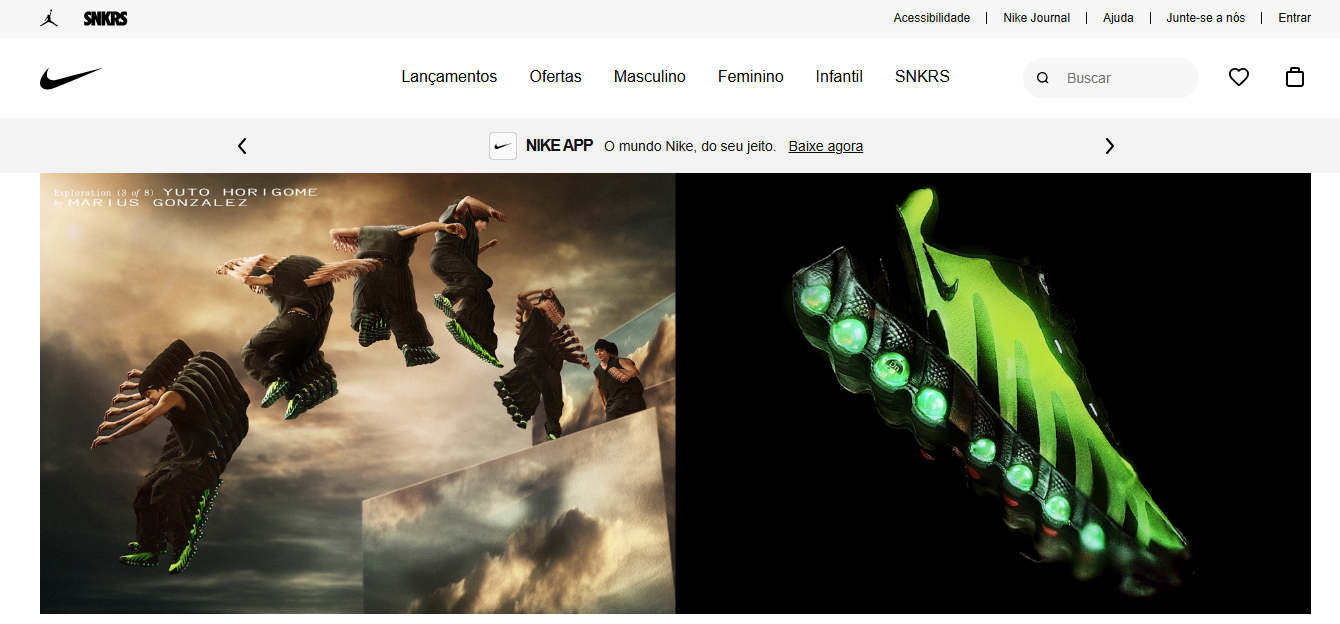 SNKRS
Acessibilidade | Nike Journal | Ajuda | Junte-se a nós | Entrar
Lançamentos Ofertas Masculino Feminino Infantil SNKRS Buscar
NIKE APP O mundo Nike, do seu jeito. Baixe agora
Exploration (3 of 8) YUTO HORIGOME
by MARIUS GONZALEZ